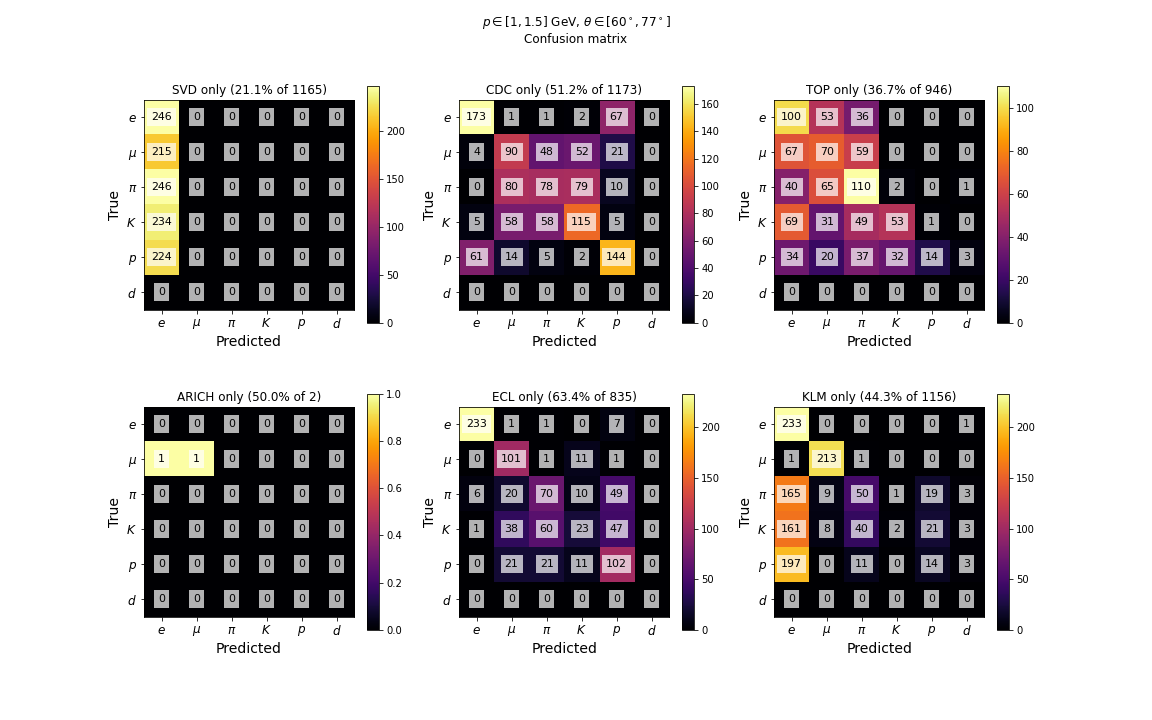 p ∈ [1, 1.5] GeV, θ ∈ [60°, 77°]
Confusion matrix
SVD only (21.1% of 1165)
True
e 246 0 0 0 0 0
μ 215 0 0 0 0 0
π 246 0 0 0 0 0
K 234 0 0 0 0 0
p 224 0 0 0 0 0
d 0 0 0 0 0 0
e μ π K p d
Predicted
200
150
100
50
0
CDC only (51.2% of 1173)
True
e 173 1 1 2 67 0
μ 4 90 48 52 21 0
π 0 80 78 79 10 0
K 5 58 58 115 5 0
p 61 14 5 2 144 0
d 0 0 0 0 0 0
e μ π K p d
Predicted
160
140
120
100
80
60
40
20
0
TOP only (36.7% of 946)
True
e 100 53 36 0 0 0
μ 67 70 59 0 0 0
π 40 65 110 2 0 1
K 69 31 49 53 1 0
p 34 20 37 32 14 3
d 0 0 0 0 0 0
e μ π K p d
Predicted
100
80
60
40
20
0
ARICH only (50.0% of 2)
True
e 0 0 0 0 0 0
μ 1 1 0 0 0 0
π 0 0 0 0 0 0
K 0 0 0 0 0 0
p 0 0 0 0 0 0
d 0 0 0 0 0 0
e μ π K p d
Predicted
1.0
0.8
0.6
0.4
0.2
0.0
ECL only (63.4% of 835)
True
e 233 1 1 0 7 0
μ 0 101 1 11 1 0
π 6 20 70 10 49 0
K 1 38 60 23 47 0
p 0 21 21 11 102 0
d 0 0 0 0 0 0
e μ π K p d
Predicted
200
150
100
50
0
KLM only (44.3% of 1156)
True
e 233 0 0 0 0 1
μ 1 213 1 0 0 0
π 165 9 50 1 19 3
K 161 8 40 2 21 3
p 197 0 11 0 14 3
d 0 0 0 0 0 0
e μ π K p d
Predicted
200
150
100
50
0